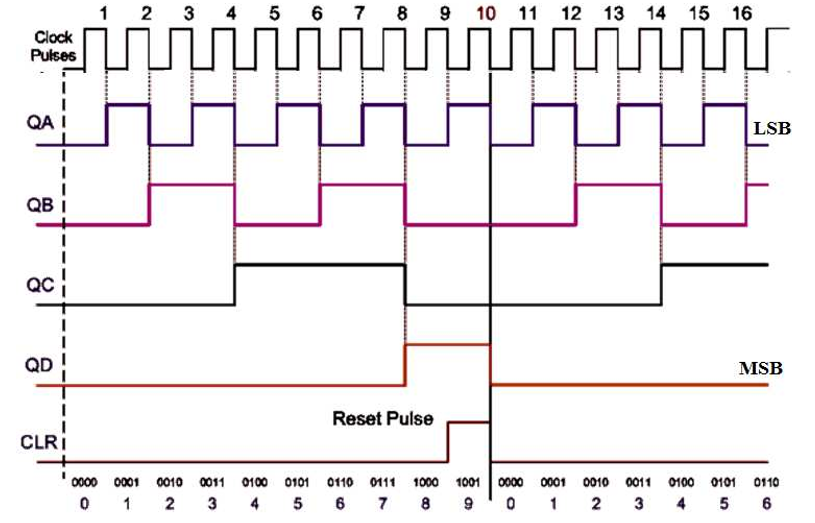 1 2 3 4 5 6 7 8 9 10 11 12 13 14 15 16
Clock
Pulses
QA
LSB
QB
QC
QD
MSB
Reset Pulse
CLR
0000 0001 0010 0011 0100 0101 0110 0111 1000 1001 0000 0001 0010 0011 0100 0101 0110
0 1 2 3 4 5 6 7 8 9 0 1 2 3 4 5 6